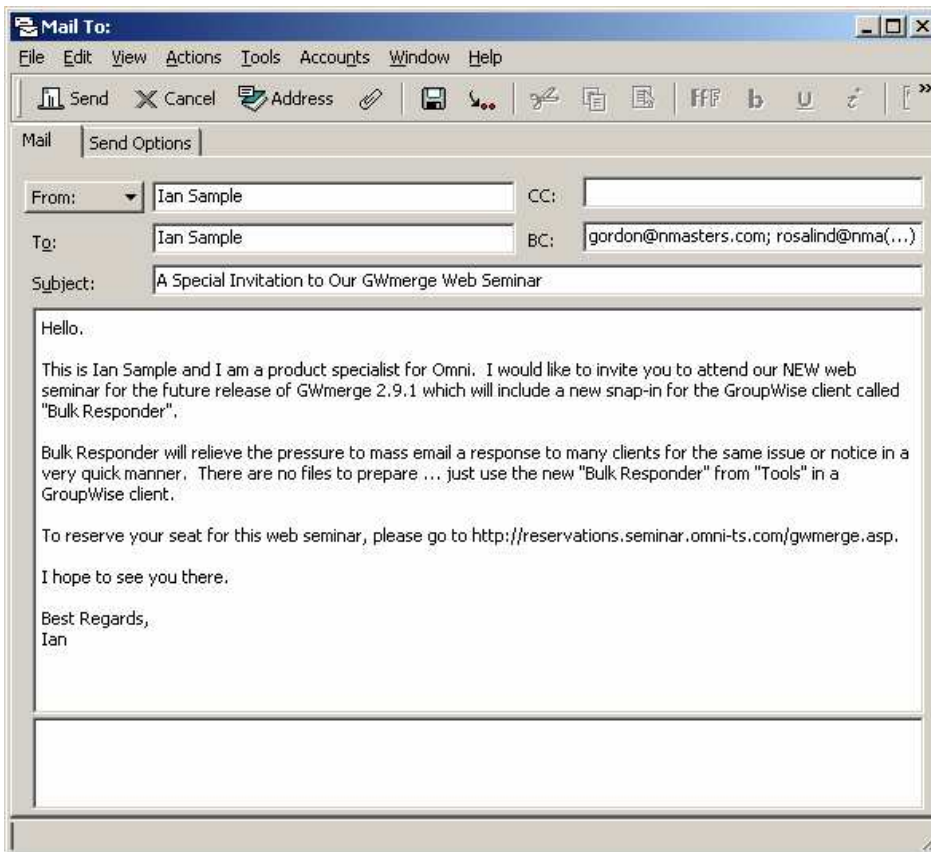 Mail To:
File Edit View Actions Tools Accounts Window Help
Send Cancel Address FFF b u i »
Mail Send Options
From: Ian Sample CC:
To: Ian Sample BC: gordon@nmasters.com; rosalind@nma(...)
Subject: A Special Invitation to Our GWmerge Web Seminar
Hello.
This is Ian Sample and I am a product specialist for Omni. I would like to invite you to attend our NEW web
seminar for the future release of GWmerge 2.9.1 which will include a new snap-in for the GroupWise client called
"Bulk Responder".
Bulk Responder will relieve the pressure to mass email a response to many clients for the same issue or notice in a
very quick manner. There are no files to prepare ... just use the new "Bulk Responder" from "Tools" in a
GroupWise client.
To reserve your seat for this web seminar, please go to http://reservations.seminar.omni-ts.com/gwmerge.asp.
I hope to see you there.
Best Regards,
Ian